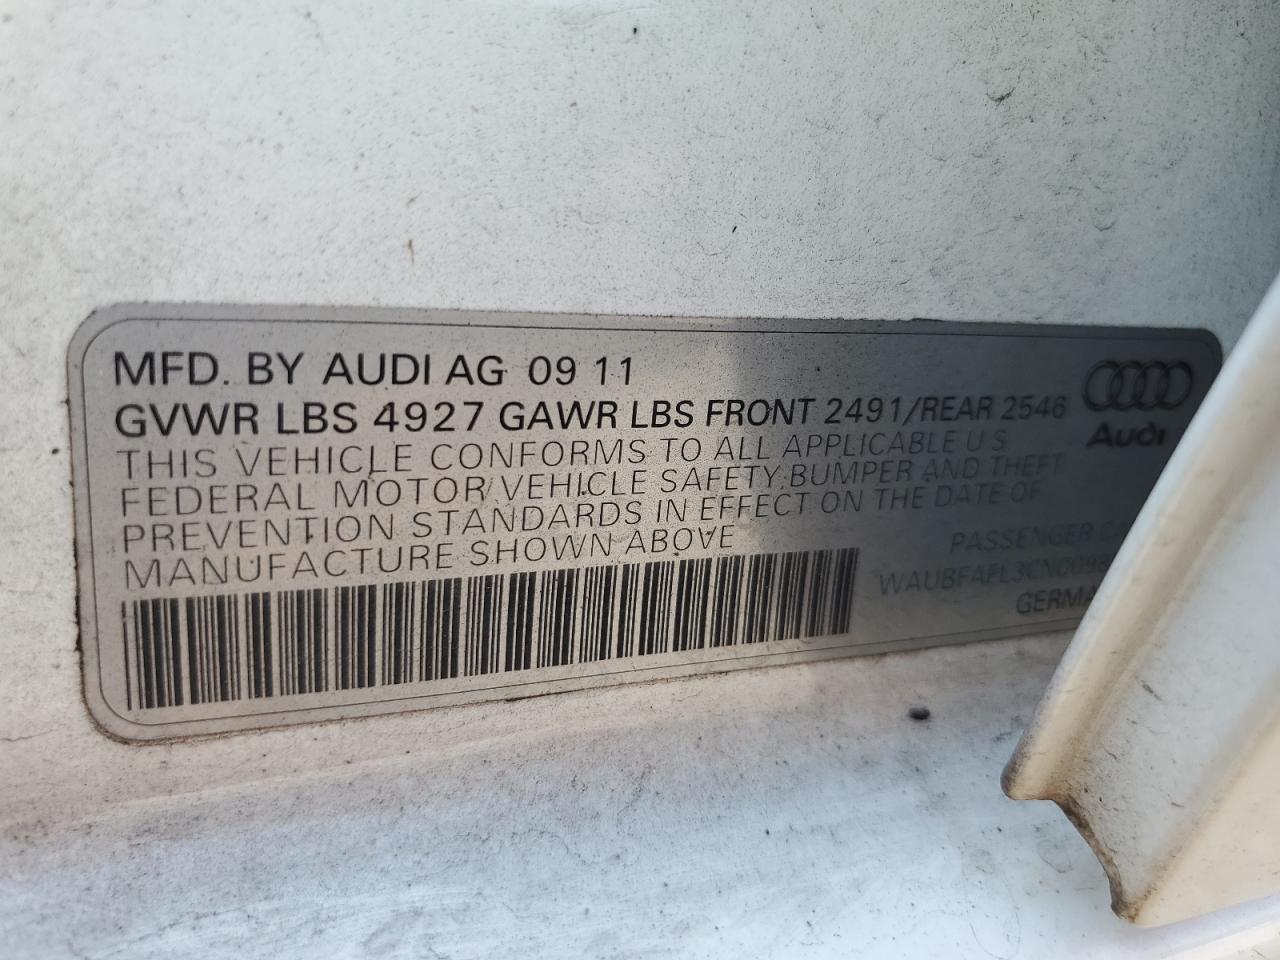 MFD. BY AUDI AG 09 11
GVWR LBS 4927 GAWR LBS FRONT 2491/REAR 2546
Audi
THIS VEHICLE CONFORMS TO ALL APPLICABLE U S
FEDERAL MOTOR VEHICLE SAFETY, BUMPER AND THEFT
PREVENTION STANDARDS IN EFFECT ON THE DATE OF
MANUFACTURE SHOWN ABOVE
PASSENGER